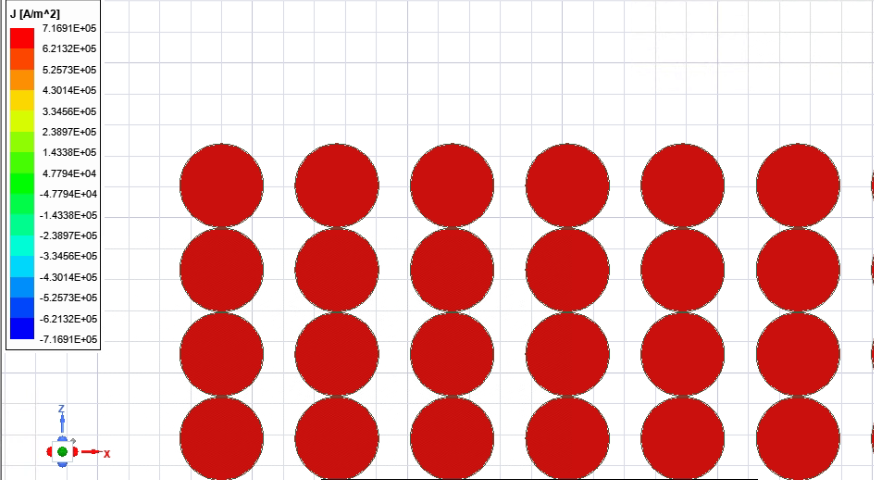 J [A/m^2]
7.1691E+05
6.2132E+05
5.2573E+05
4.3014E+05
3.3456E+05
2.3897E+05
1.4338E+05
4.7794E+04
-4.7794E+04
-1.4338E+05
-2.3897E+05
-3.3456E+05
-4.3014E+05
-5.2573E+05
-6.2132E+05
-7.1691E+05
Z
X